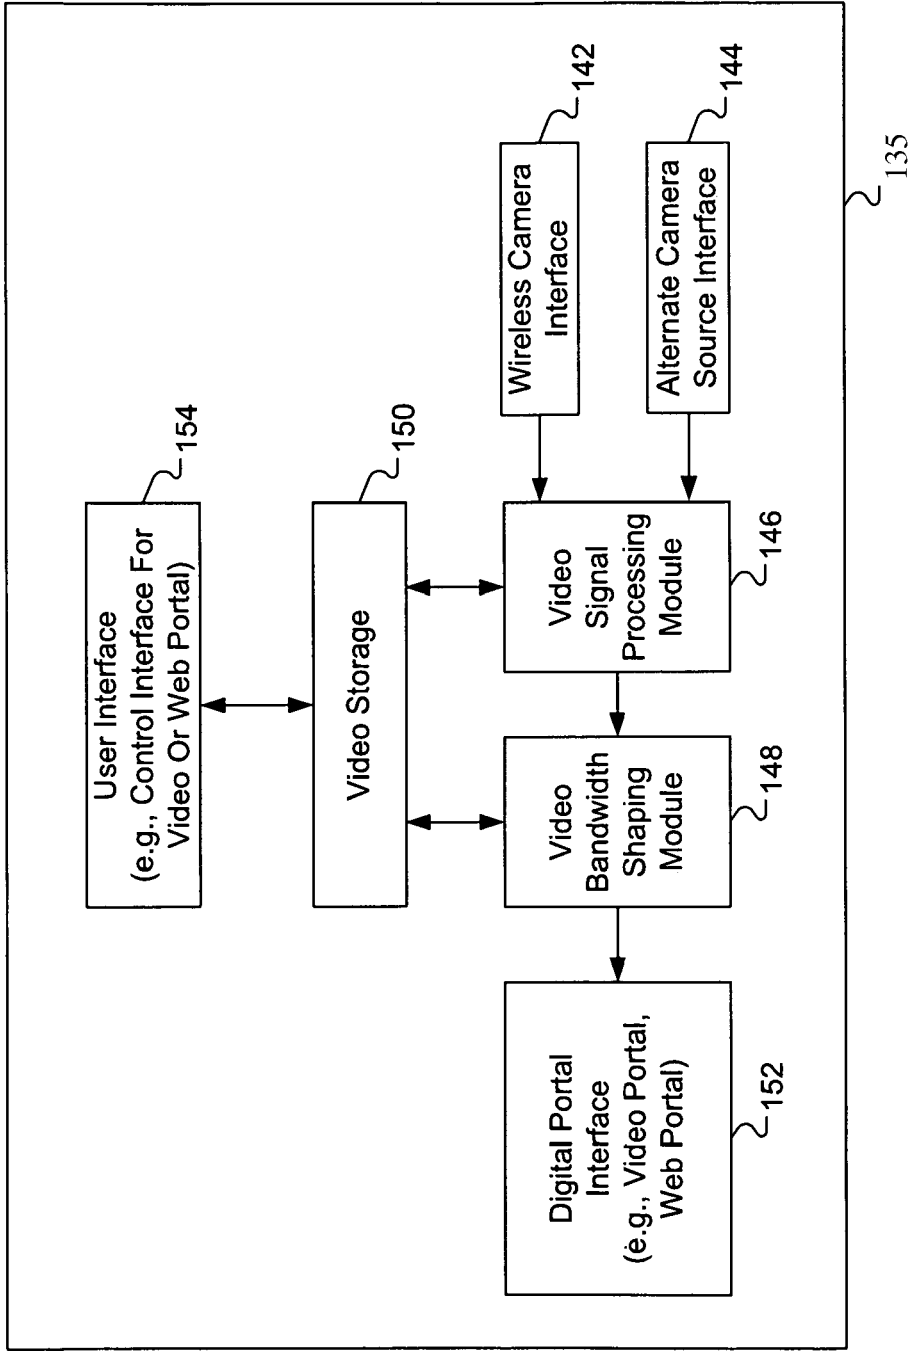 User Interface
(e.g., Control Interface For
Video Or Web Portal)
154
Video Storage
150
Digital Portal
Interface
(e.g., Video Portal,
Web Portal)
152
Video
Bandwidth
Shaping
Module
148
Video
Signal
Processing
Module
146
Wireless Camera
Interface
142
Alternate Camera
Source Interface
144
135